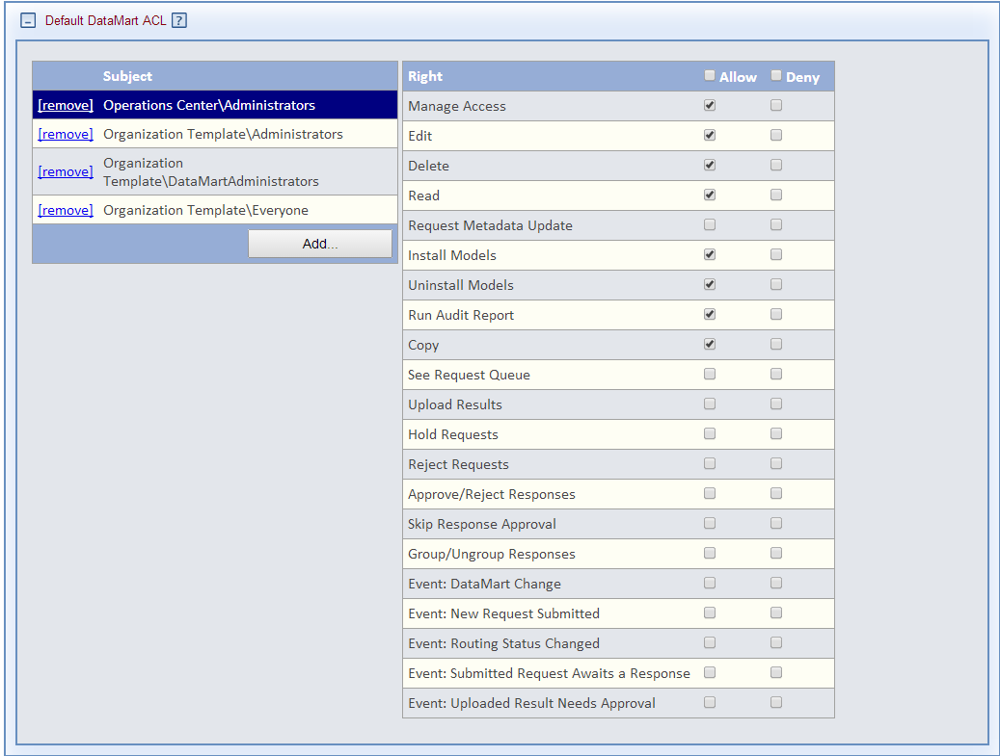 Default DataMart ACL ?
Subject
[remove] Operations Center\Administrators
[remove] Organization Template\Administrators
[remove] Organization
Template\DataMartAdministrators
[remove] Organization Template\Everyone
Add...
Right Allow Deny
Manage Access
Edit
Delete
Read
Request Metadata Update
Install Models
Uninstall Models
Run Audit Report
Copy
See Request Queue
Upload Results
Hold Requests
Reject Requests
Approve/Reject Responses
Skip Response Approval
Group/Ungroup Responses
Event: DataMart Change
Event: New Request Submitted
Event: Routing Status Changed
Event: Submitted Request Awaits a Response
Event: Uploaded Result Needs Approval